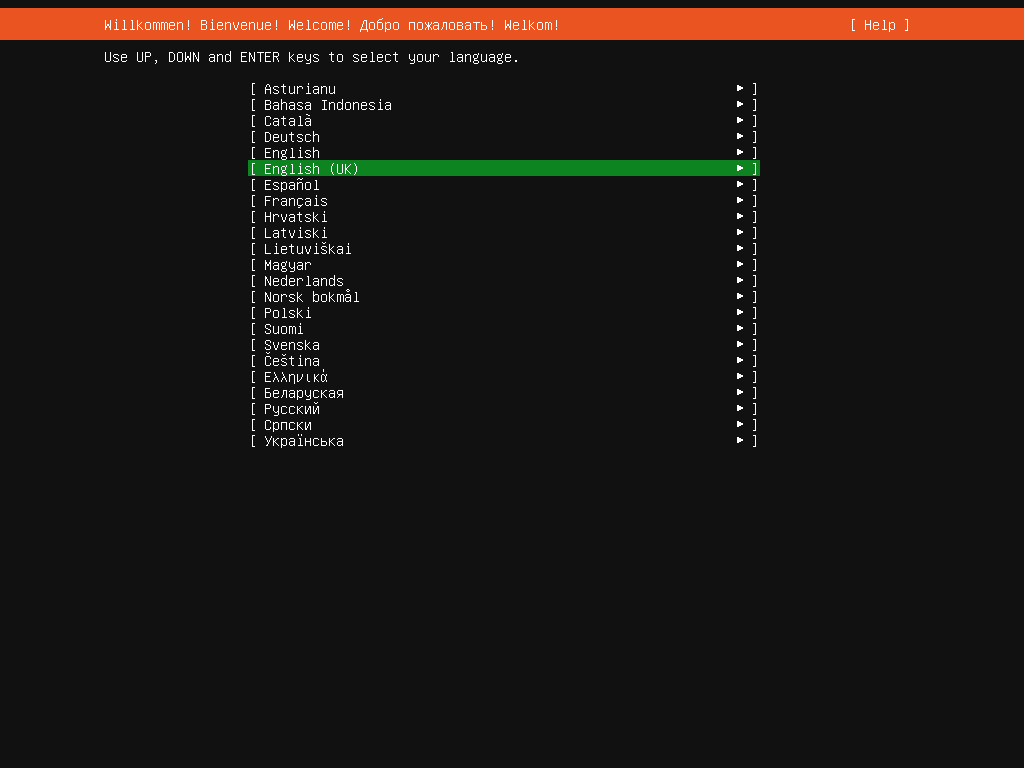 Willkommen! Bienvenue! Welcome! Добро пожаловать! Welkom! [ Help ]
Use UP, DOWN and ENTER keys to select your language.
[ Asturianu ► ]
[ Bahasa Indonesia ► ]
[ Català ► ]
[ Deutsch ► ]
[ English ► ]
[ English (UK) ► ]
[ Español ► ]
[ Français ► ]
[ Hrvatski ► ]
[ Latviski ► ]
[ Lietuviškai ► ]
[ Magyar ► ]
[ Nederlands ► ]
[ Norsk bokmål ► ]
[ Polski ► ]
[ Suomi ► ]
[ Svenska ► ]
[ Čeština ► ]
[ Ελληνικά ► ]
[ Беларуская ► ]
[ Русский ► ]
[ Српски ► ]
[ Українська ► ]